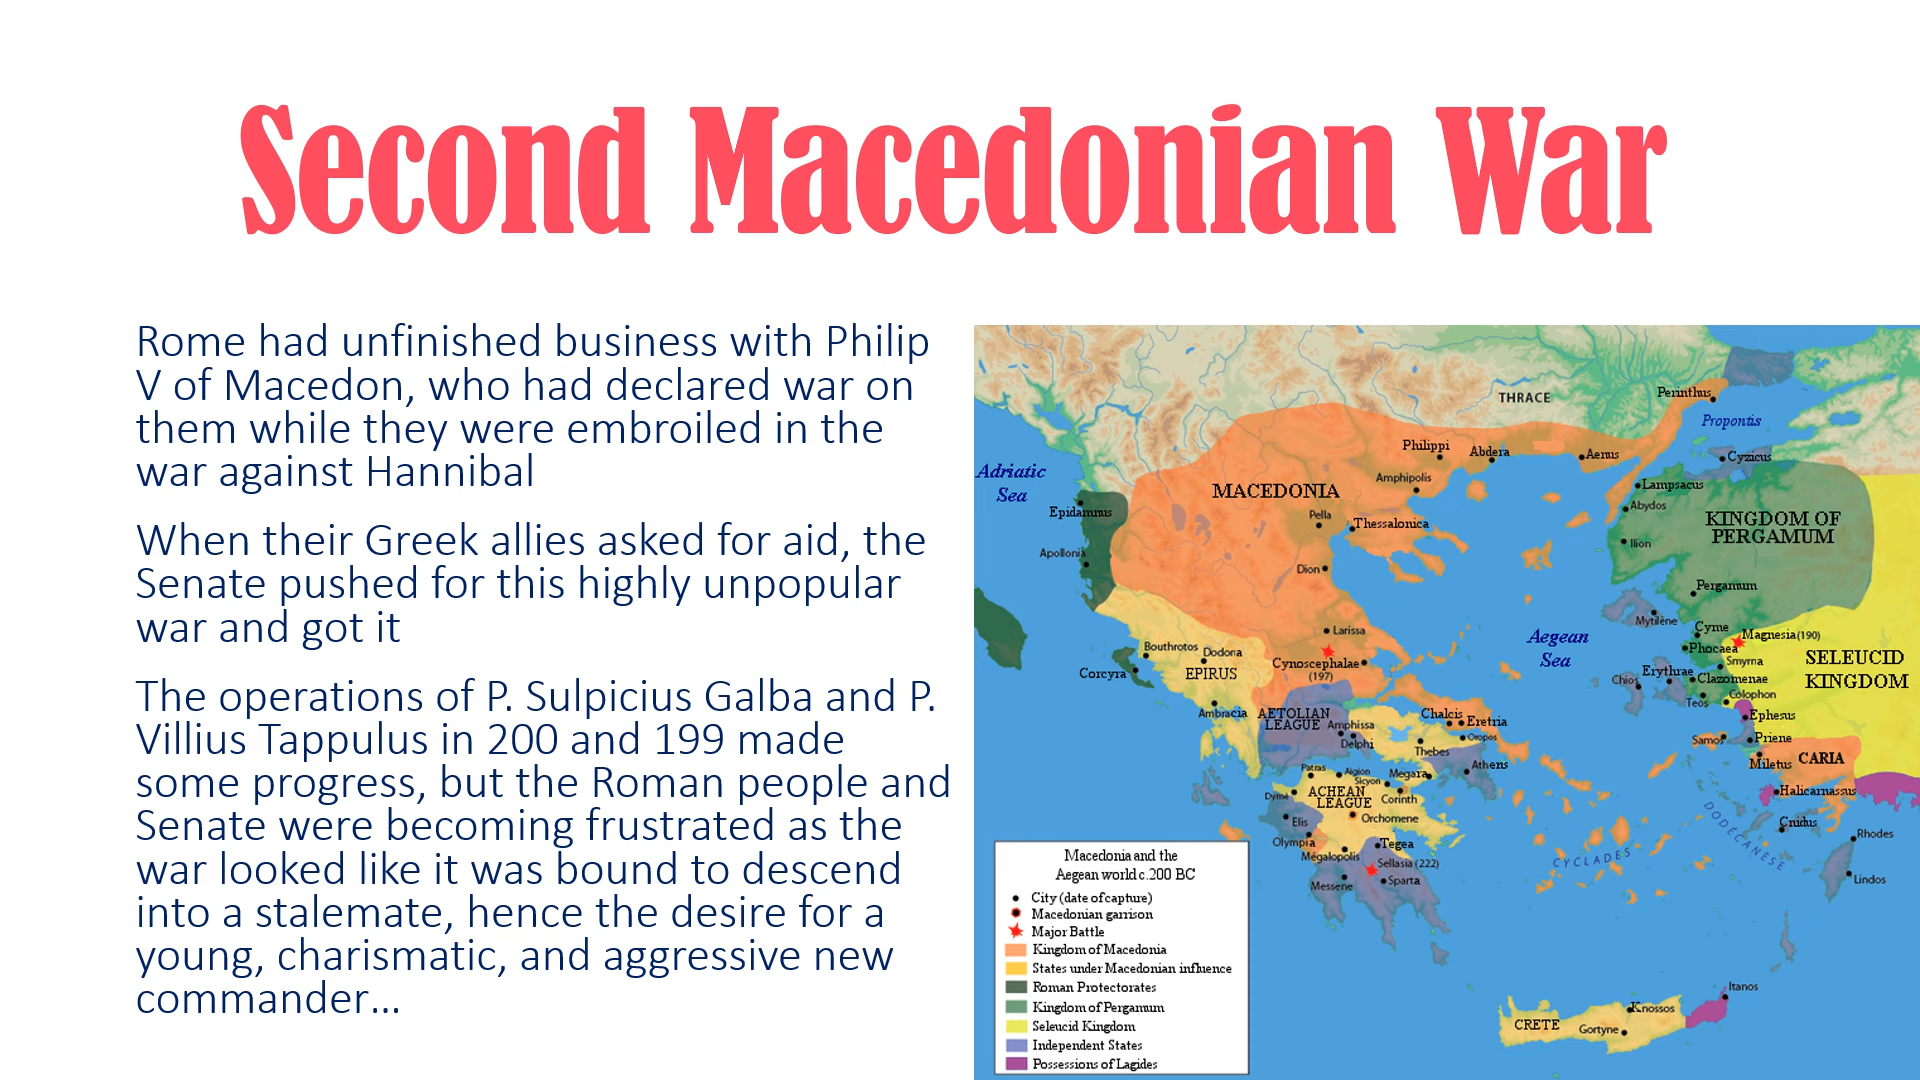 Second Macedonian War
Rome had unfinished business with Philip
V of Macedon, who had declared war on
them while they were embroiled in the
war against Hannibal
When their Greek allies asked for aid, the
Senate pushed for this highly unpopular
war and got it
The operations of P. Sulpicius Galba and P.
Villius Tappulus in 200 and 199 made
some progress, but the Roman people and
Senate were becoming frustrated as the
war looked like it was bound to descend
into a stalemate, hence the desire for a
young, charismatic, and aggressive new
commander…
THRACE
Perinthus
Propontis
Philippi
Abdera
Aenus
Cyzicus
Adriatic
Sea
Amphipolis
MACEDONIA
Lampsacus
Epidamnus
Abydos
Pella
Thessalonica
KINGDOM OF
PERGAMUM
Apollonia
Ilion
Dion
Pergamum
Mytilène
Larissa
Cyme
Magnesia (190)
Aegean
Sea
Bouthrotos
Dodona
Phocaea
Smyrna
SELEUCID
KINGDOM
Corcyra
EPIRUS
Cynoscephalae
(197)
Erythrae
Chios
Clazomenae
Teos
Colophon
Ambracia
AETOLIAN
LEAGUE
Amphissa
Delphi
Chalcis
Eretria
Oropos
Thebes
Ephesus
Samos
Priene
Athens
Miletus
CARIA
Patras
Aigion
Sicyon
Megara
Dyme
ACHEAN
LEAGUE
Corinth
Halicarnassus
Elis
Orchomene
DODECANESE
Cnidus
Rhodes
Olympia
Tegea
Mégalopolis
Sellasia (222)
CYCLADES
Messene
Sparta
Lindos
Itanos
Knossos
CRETE
Gortyne
Macedonia and the
Aegean world c.200 BC
City (date of capture)
Macedonian garrison
Major Battle
Kingdom of Macedonia
States under Macedonian influence
Roman Protectorates
Kingdom of Pergamum
Seleucid Kingdom
Independent States
Possessions of Lagides